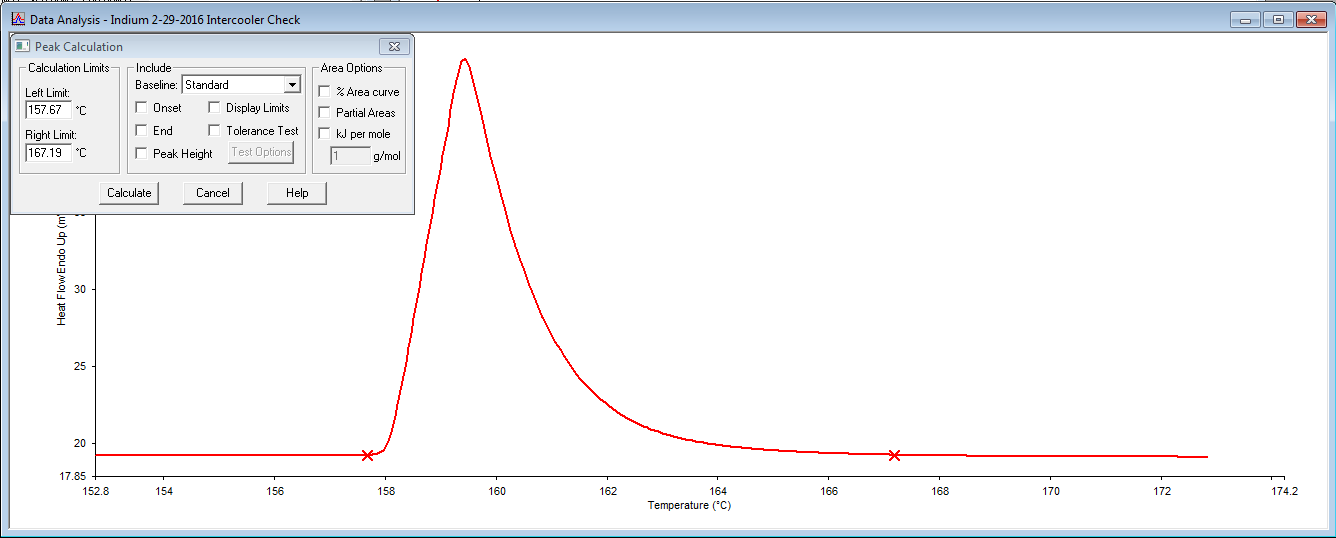 Data Analysis - Indium 2-29-2016 Intercooler Check
Peak Calculation
Calculation Limits
Left Limit:
157.67 °C
Right Limit:
167.19 °C
Include
Baseline: Standard
Onset
Display Limits
End
Tolerance Test
Peak Height
Test Options
Area Options
% Area curve
Partial Areas
kJ per mole
1 g/mol
Calculate
Cancel
Help
Heat Flow Endo Up
30
25
20
17.85
152.8 154 156 158 160 162 164 166 168 170 172 174.2
Temperature (°C)